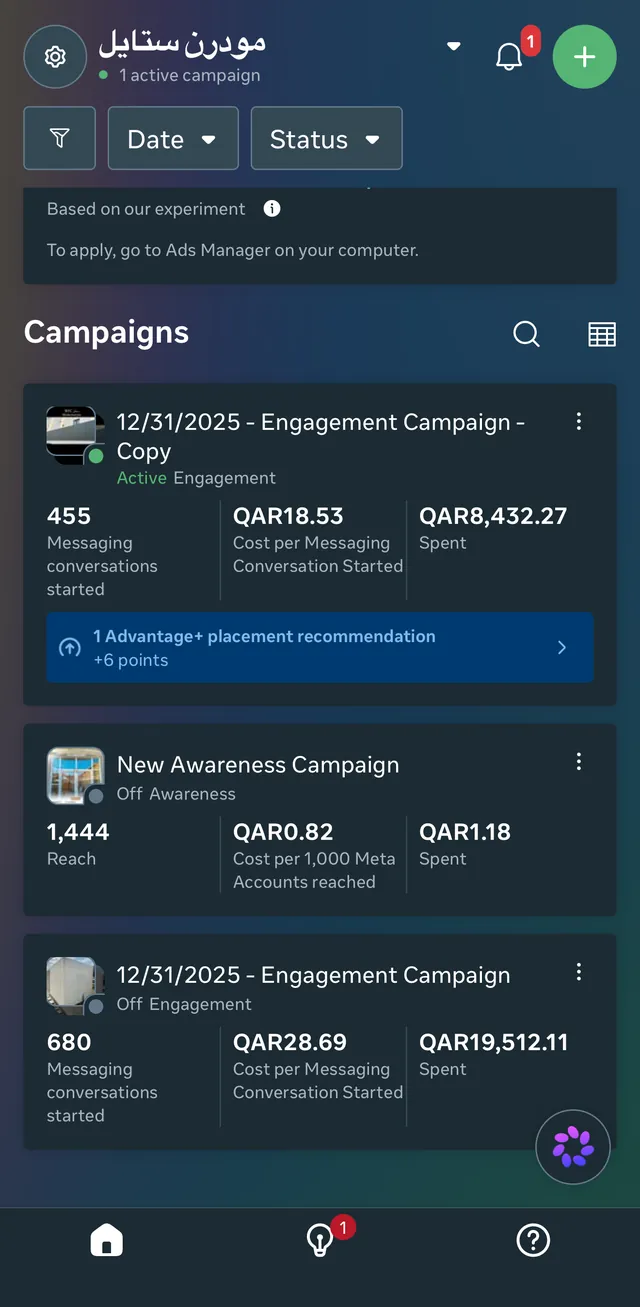 مودرن ستايل
1 active campaign
1
Date
Status
Based on our experiment
To apply, go to Ads Manager on your computer.
Campaigns
12/31/2025 - Engagement Campaign -
Copy
Active Engagement
455
Messaging
conversations
started
QAR18.53
Cost per Messaging
Conversation Started
QAR8,432.27
Spent
1 Advantage+ placement recommendation
+6 points
New Awareness Campaign
Off Awareness
1,444
Reach
QAR0.82
Cost per 1,000 Meta
Accounts reached
QAR1.18
Spent
12/31/2025 - Engagement Campaign
Off Engagement
680
Messaging
conversations
started
QAR28.69
Cost per Messaging
Conversation Started
QAR19,512.11
Spent
1